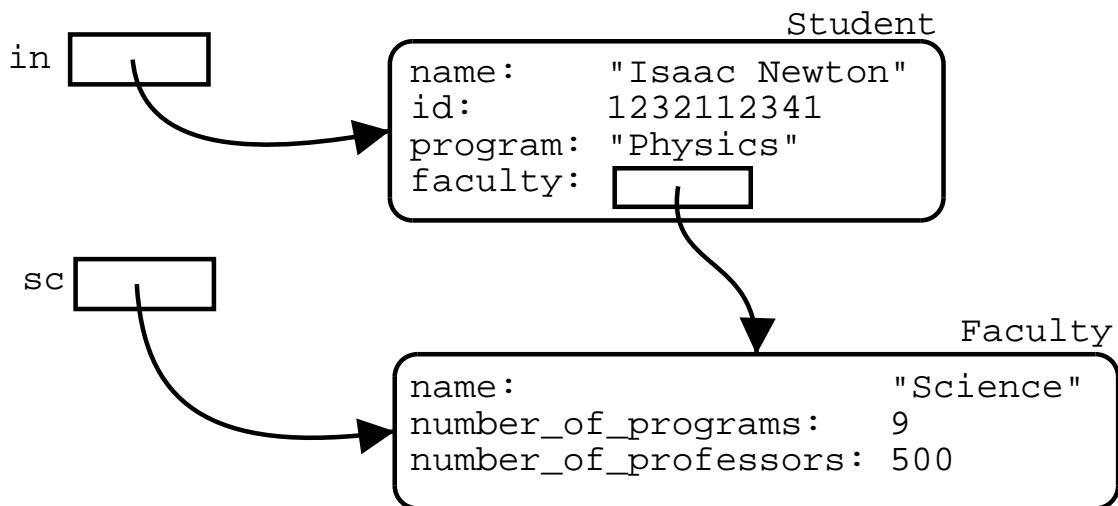 Student
in
name: "Isaac Newton"
id: 1232112341
program: "Physics"
faculty:
sc
Faculty
name: "Science"
number_of_programs: 9
number_of_professors: 500